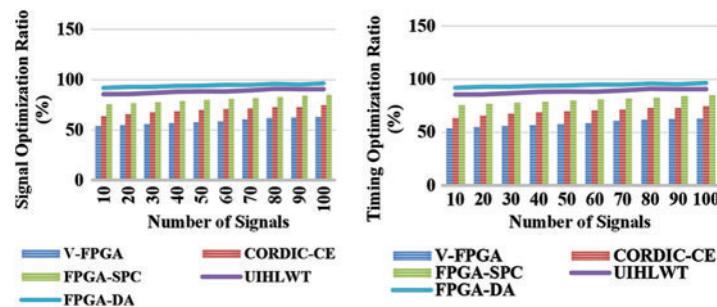 Signal Optimization Ratio
(%)
150
100
50
0
10 20 30 40 50 60 70 80 90 100
Number of Signals
V-FPGA
CORDIC-CE
FPGA-SPC
UIHLWT
FPGA-DA
Timing Optimization Ratio
(%)
150
100
50
0
10 20 30 40 50 60 70 80 90 100
Number of Signals
V-FPGA
CORDIC-CE
FPGA-SPC
UIHLWT
FPGA-DA